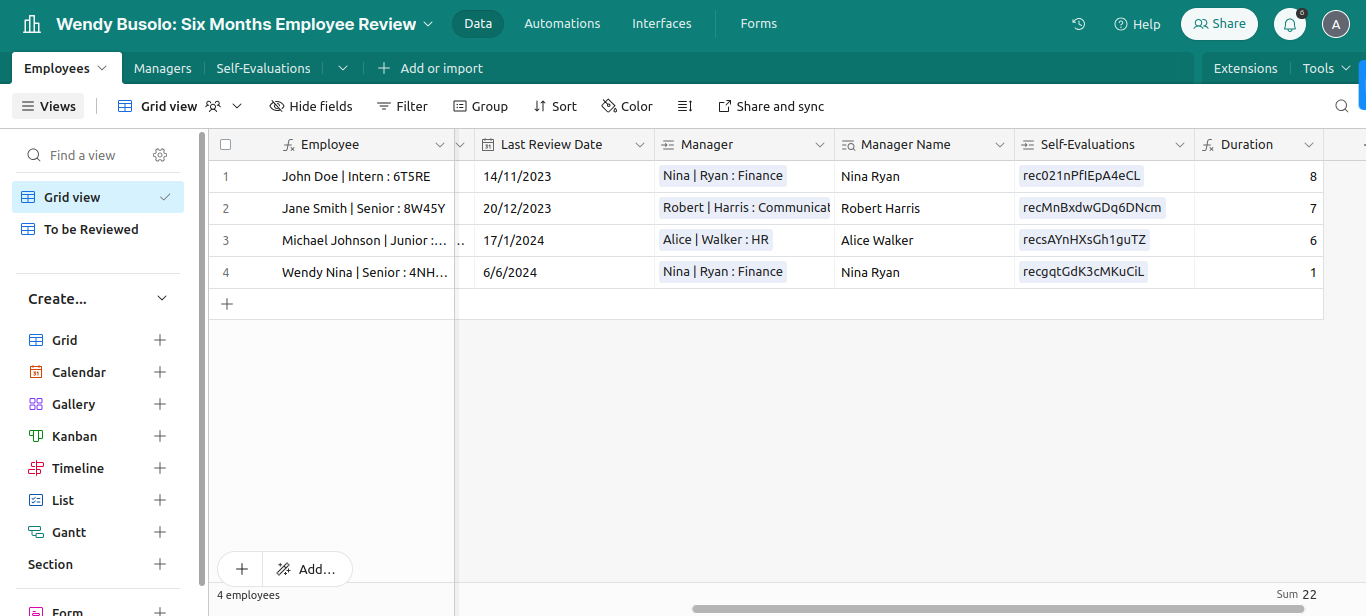 Wendy Busolo: Six Months Employee Review
Data
Automations
Interfaces
Forms
Help
Share
6
A
Employees
Managers
Self-Evaluations
Add or import
Extensions
Tools
Views
Grid view
Hide fields
Filter
Group
Sort
Color
Share and sync
Find a view
Grid view
To be Reviewed
Create...
Grid
Calendar
Gallery
Kanban
Timeline
List
Gantt
Section
Form
Employee Last Review Date Manager Manager Name Self-Evaluations Duration
1 John Doe | Intern : 6T5RE 14/11/2023 Nina | Ryan : Finance Nina Ryan rec021nPfIEpA4eCL 8
2 Jane Smith | Senior : 8W45Y 20/12/2023 Robert | Harris : Communicat Robert Harris recMnBxdwGDq6DNcm 7
3 Michael Johnson | Junior :... .. 17/1/2024 Alice | Walker : HR Alice Walker recsAYnHXsGh1guTZ 6
4 Wendy Nina | Senior : 4NH... 6/6/2024 Nina | Ryan : Finance Nina Ryan recgqtGdK3cMKuCiL 1
Add...
4 employees
Sum 22